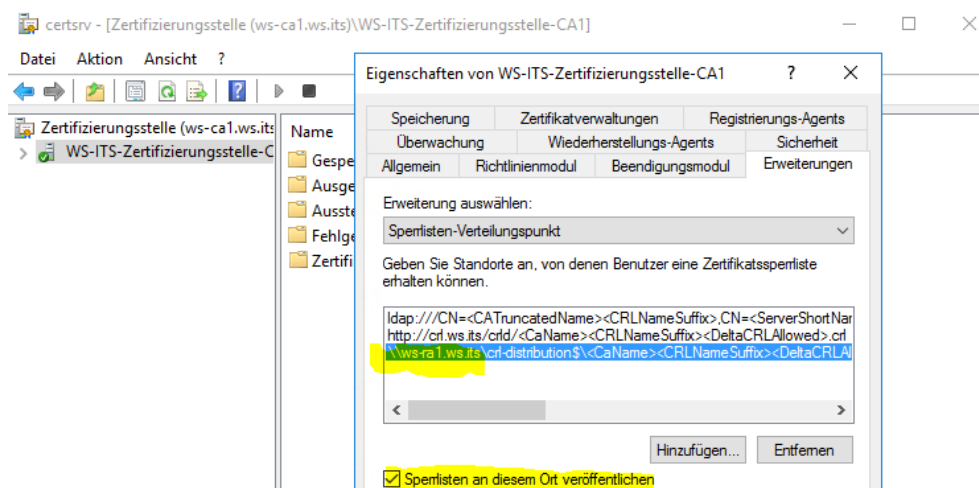 certsrv - [Zertifizierungsstelle (ws-ca1.ws.its)\WS-ITS-Zertifizierungsstelle-CA1]
Datei Aktion Ansicht ?
Eigenschaften von WS-ITS-Zertifizierungsstelle-CA1 ?
Zertifizierungsstelle (ws-ca1.ws.its
WS-ITS-Zertifizierungsstelle-C
Name
Gespe
Ausge
Ausste
Fehlge
Zertifi
Speicherung Zertifikatverwaltungen Registrierungs-Agents
Überwachung Wiederherstellungs-Agents Sicherheit
Allgemein Richtlinienmodul Beendigungsmodul Erweiterungen
Erweiterung auswählen:
Sperrlisten-Verteilungspunkt
Geben Sie Standorte an, von denen Benutzer eine Zertifikatssperrliste
erhalten können.
ldap:///CN=<CATruncatedName><CRLNameSuffix>,CN=<ServerShortNar
http://crl.ws.its/crld/<CaName><CRLNameSuffix><DeltaCRLAllowed>.crl
\\ws-ra1.ws.its\crl-distribution$\<CaName><CRLNameSuffix><DeltaCRLAl
Hinzufügen... Entfernen
Sperrlisten an diesem Ort veröffentlichen